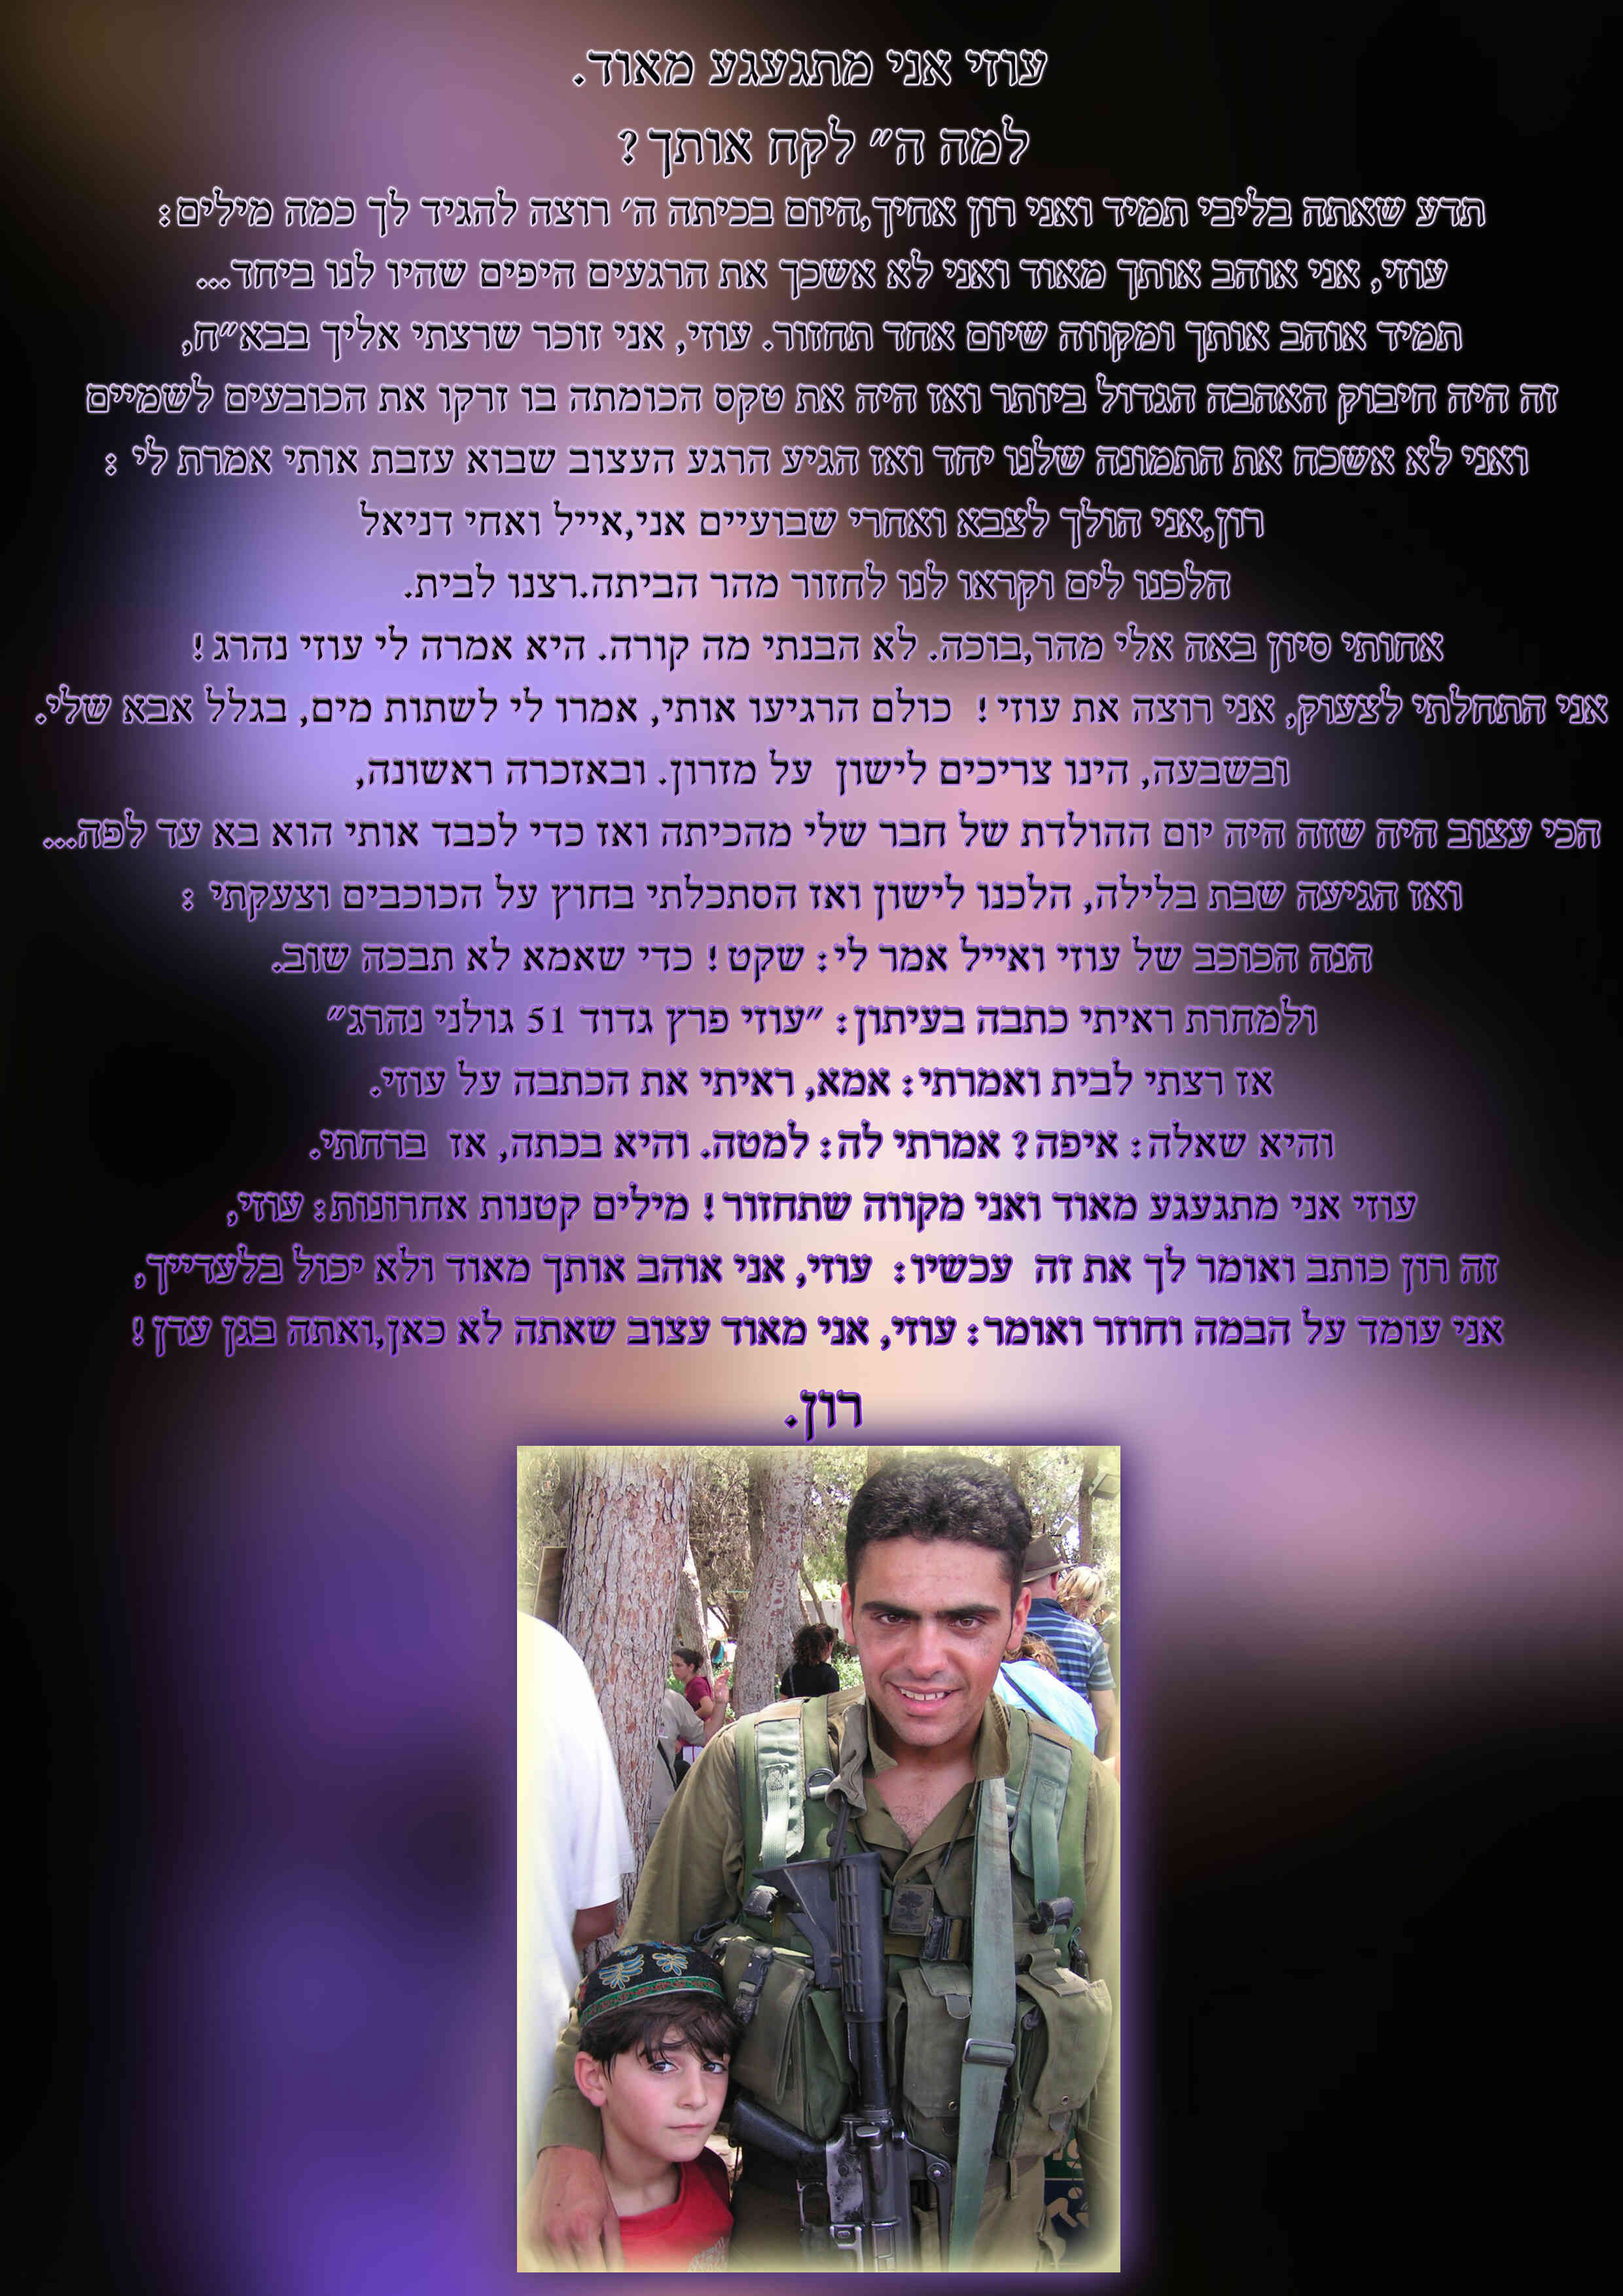 עוזי אני מתגעגע מאוד.
למה ה״ לקח אותך?
תדע שאתה בליבי תמיד ואני רון אחיך,היום בכיתה ה׳ רוצה להגיד לך כמה מילים:
עוזי, אני אוהב אותך מאוד ואני לא אשכך את הרגעים היפים שהיו לנו ביחד...
תמיד אוהב אותך ומקווה שיום אחד תחזור. עוזי, אני זוכר שרצתי אליך בבא״ח,
זה היה חיבוק האהבה הגדול ביותר ואז היה את טקס הכומתה בו זרקו את הכובעים לשמיים
ואני לא אשכח את התמונה שלנו יחד ואז הגיע הרגע העצוב שבוא עזבת אותי אמרת לי :
רון,אני הולך לצבא ואחרי שבועיים אני,אייל ואחי דניאל
הלכנו לים וקראו לנו לחזור מהר הביתה.רצנו לבית.
אחותי סיון באה אלי מהר,בוכה. לא הבנתי מה קורה. היא אמרה לי עוזי נהרג!
אני התחלתי לצעוק, אני רוצה את עוזי! כולם הרגיעו אותי, אמרו לי לשתות מים, בגלל אבא שלי.
ובשבעה, הינו צריכים לישון על מזרון. ובאזכרה ראשונה,
הכי עצוב היה שזה היה יום ההולדת של חבר שלי מהכיתה ואז כדי לכבד אותי הוא בא עד לפה...
ואז הגיעה שבת בלילה, הלכנו לישון ואז הסתכלתי בחוץ על הכוכבים וצעקתי :
הנה הכוכב של עוזי ואייל אמר לי: שקט! כדי שאמא לא תבכה שוב.
ולמחרת ראיתי כתבה בעיתון: ״עוזי פרץ גדוד 51 גולני נהרג״
אז רצתי לבית ואמרתי: אמא, ראיתי את הכתבה על עוזי.
והיא שאלה: איפה? אמרתי לה: למטה. והיא בכתה, אז ברחתי.
עוזי אני מתגעגע מאוד ואני מקווה שתחזור! מילים קטנות אחרונות: עוזי,
זה רון כותב ואומר לך את זה עכשיו: עוזי, אני אוהב אותך מאוד ולא יכול בלעדייך,
אני עומד על הבמה וחוזר ואומר: עוזי, אני מאוד עצוב שאתה לא כאן,ואתה בגן עדן!
רון.